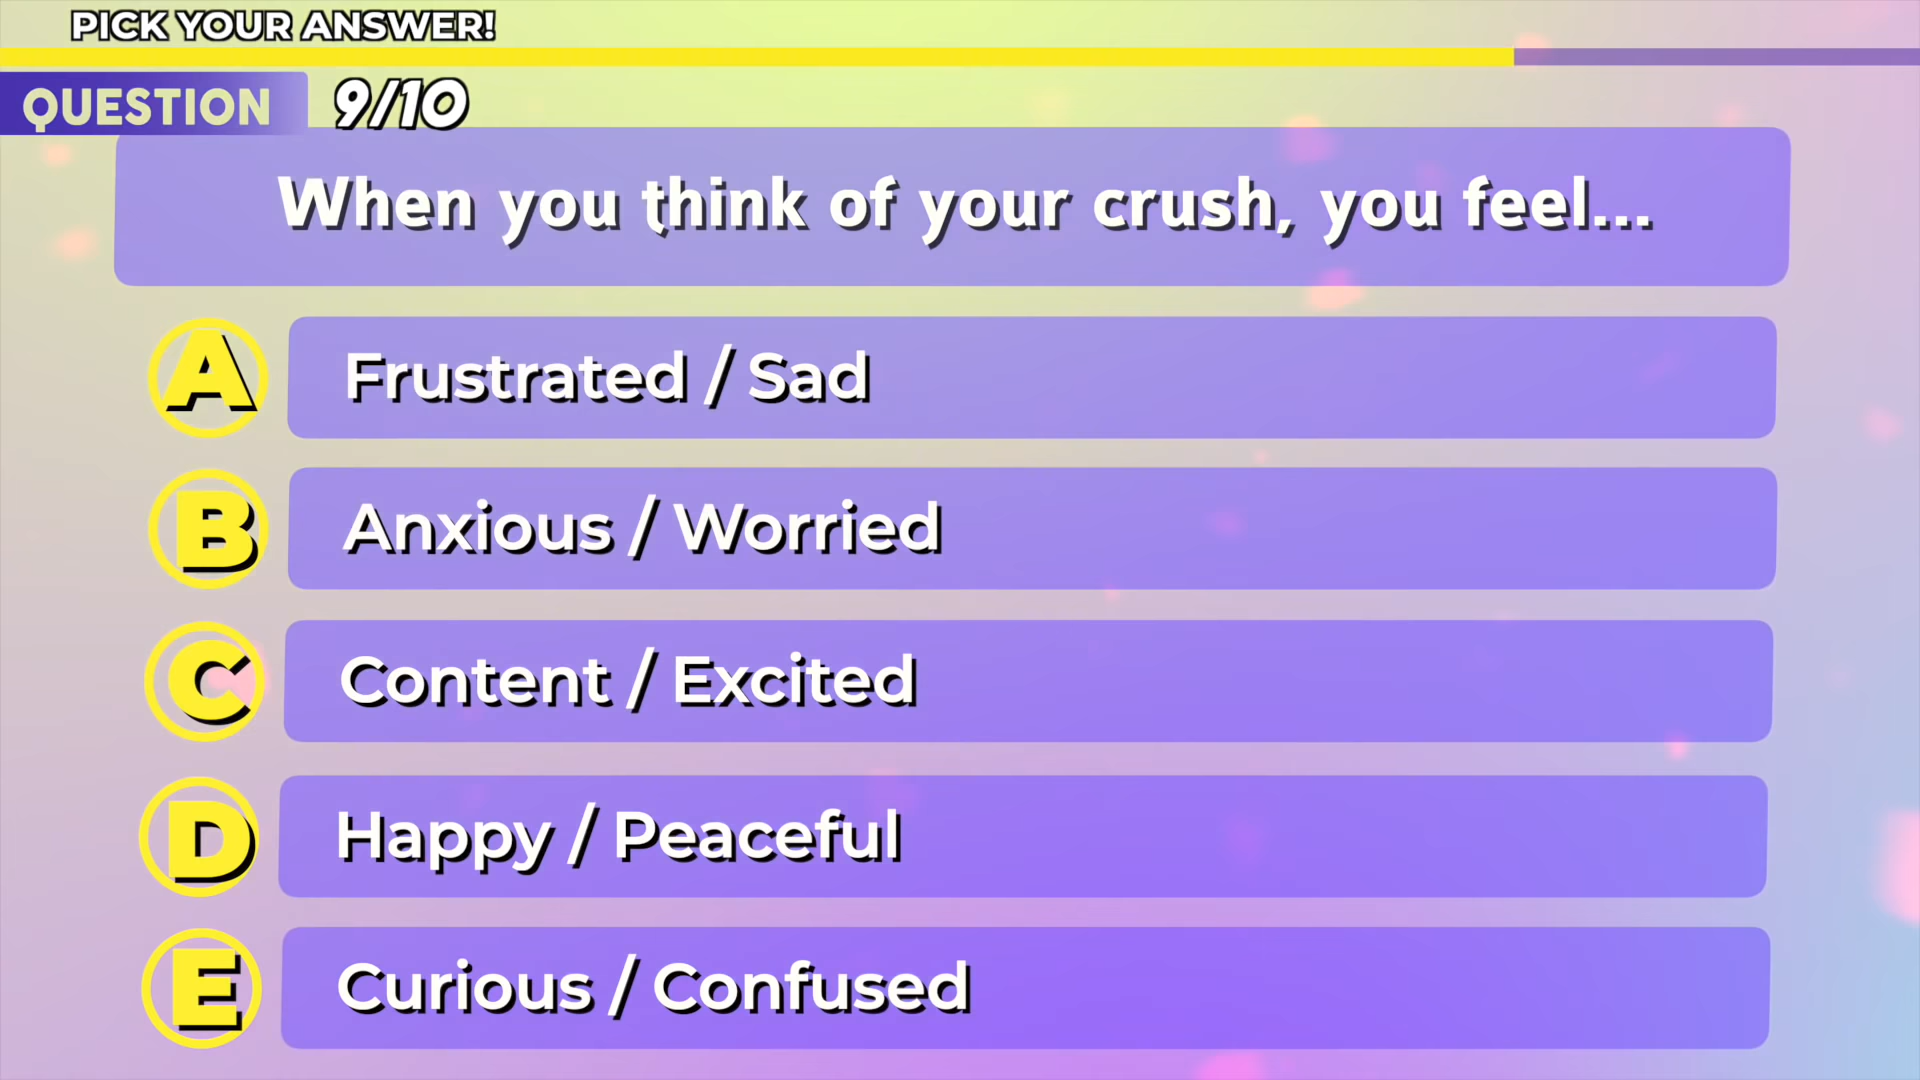 PICK YOUR ANSWER!
QUESTION 9/10
When you think of your crush, you feel...
A Frustrated / Sad
B Anxious / Worried
C Content / Excited
D Happy / Peaceful
E Curious / Confused